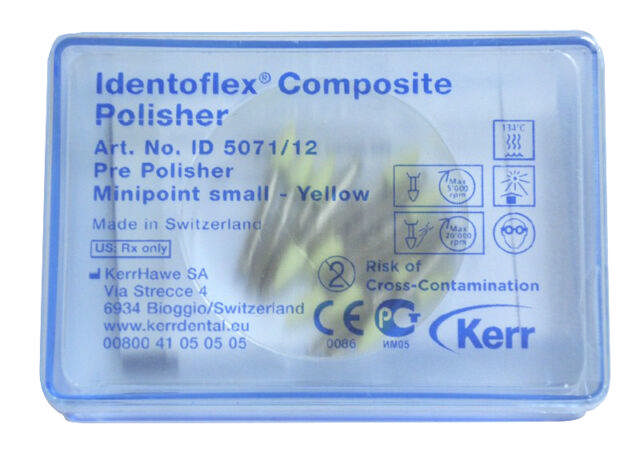 Identoflex® Composite
Polisher
Art. No. ID 5071/12
Pre Polisher
Minipoint small - Yellow
Made in Switzerland
US: Rx only
KerrHawe SA
Via Strecce 4
6934 Bioggio/Switzerland
www.kerrdental.eu
00800 41 05 05 05
134°C
Max
5'000
rpm
Max
20'000
rpm
2
Risk of
Cross-Contamination
CE
0086
РСТ
ИМ05
Kerr